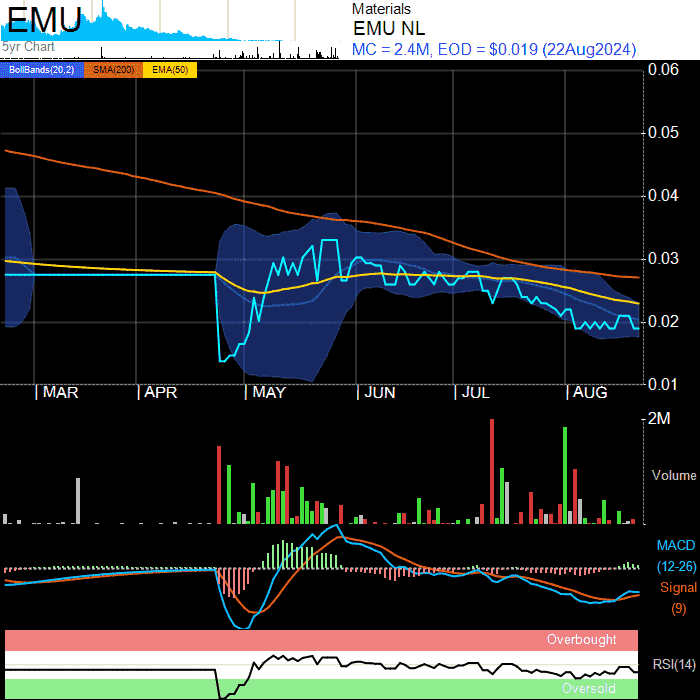 EMU
5yr Chart
Materials
EMU NL
MC = 2.4M, EOD = $0.019 (22Aug2024)
BollBands(20,2) SMA(200) EMA(50)
0.06
0.05
0.04
0.03
0.02
0.01
MAR APR MAY JUN JUL AUG
2M
Volume
MACD
(12-26)
Signal
(9)
Overbought
RSI(14)
Oversold